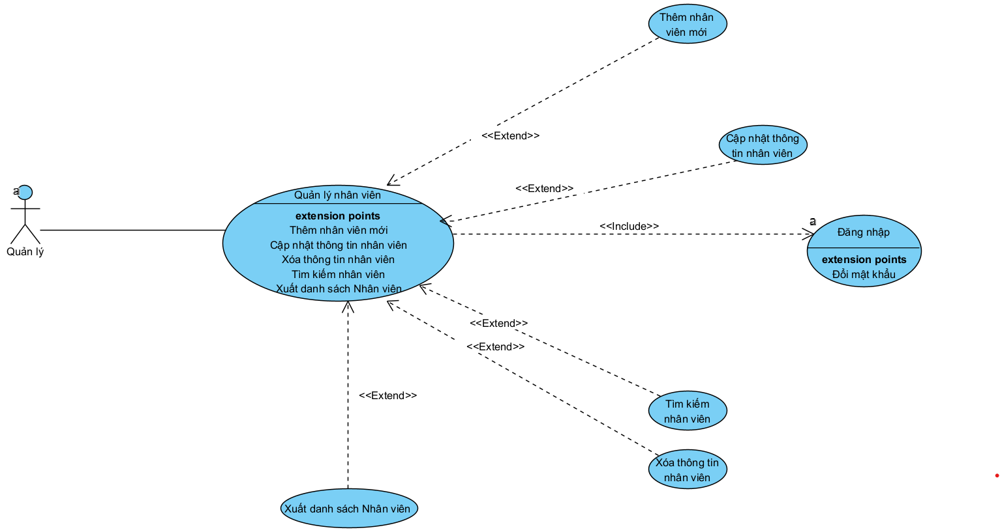 Thêm nhân
viên mới
<<Extend>>
Cập nhật thông
tin nhân viên
<<Extend>>
a
Quản lý
Quản lý nhân viên
extension points
Thêm nhân viên mới
Cập nhật thông tin nhân viên
Xóa thông tin nhân viên
Tìm kiếm nhân viên
Xuất danh sách Nhân viên
<<Include>>
a
Đăng nhập
extension points
Đổi mật khẩu
<<Extend>>
<<Extend>>
<<Extend>>
Tìm kiếm
nhân viên
Xóa thông tin
nhân viên
Xuất danh sách Nhân viên